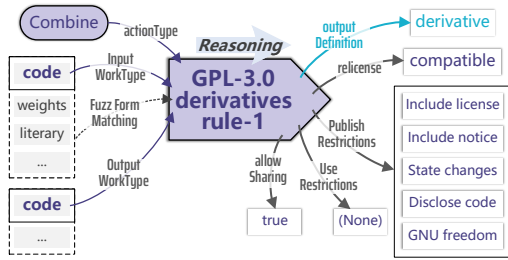 Combine
actionType
Reasoning
output
Definition
derivative
code
Input
WorkType
weights
literary
...
Fuzz Form
Matching
GPL-3.0
derivatives
rule-1
relicense
compatible
Publish
Restrictions
Include license
Include notice
State changes
Disclose code
GNU freedom
Output
WorkType
code
...
allow
Sharing
true
Use
Restrictions
(None)